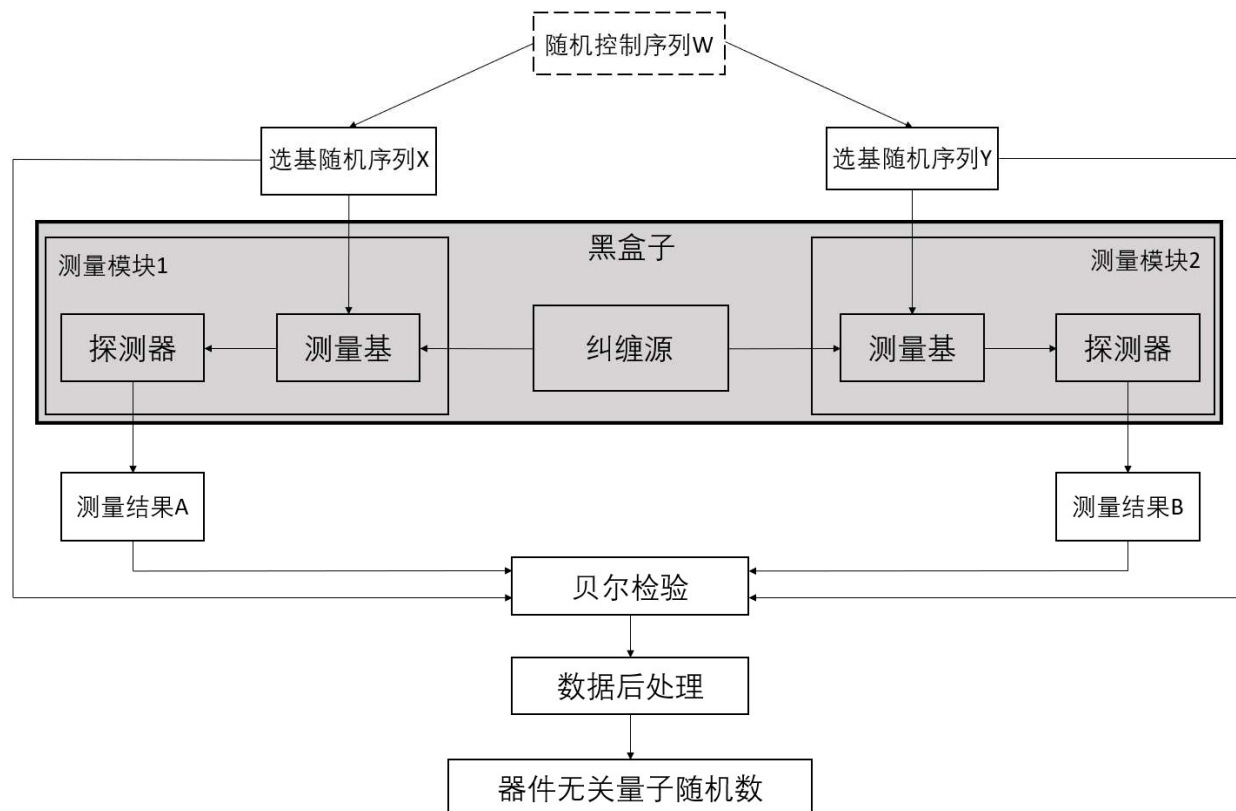 随机控制序列W
选基随机序列X
选基随机序列Y
黑盒子
测量模块1
测量模块2
探测器
测量基
纠缠源
测量基
探测器
测量结果A
测量结果B
贝尔检验
数据后处理
器件无关量子随机数